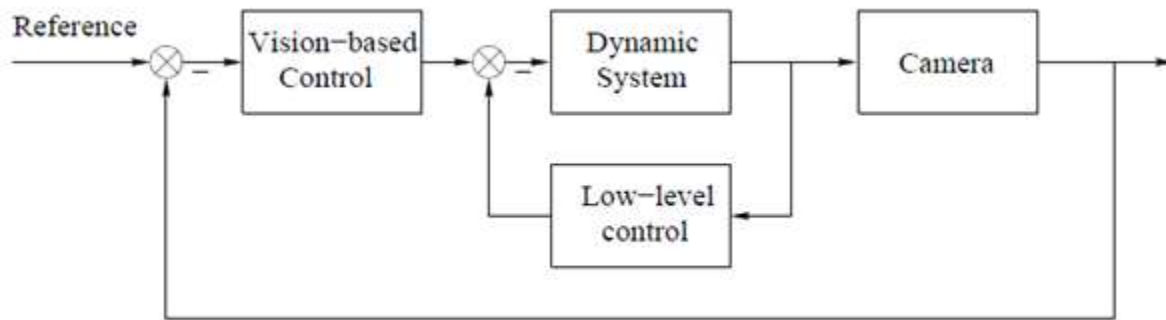 Reference
Vision−based
Control
−
−
Dynamic
System
Camera
Low−level
control